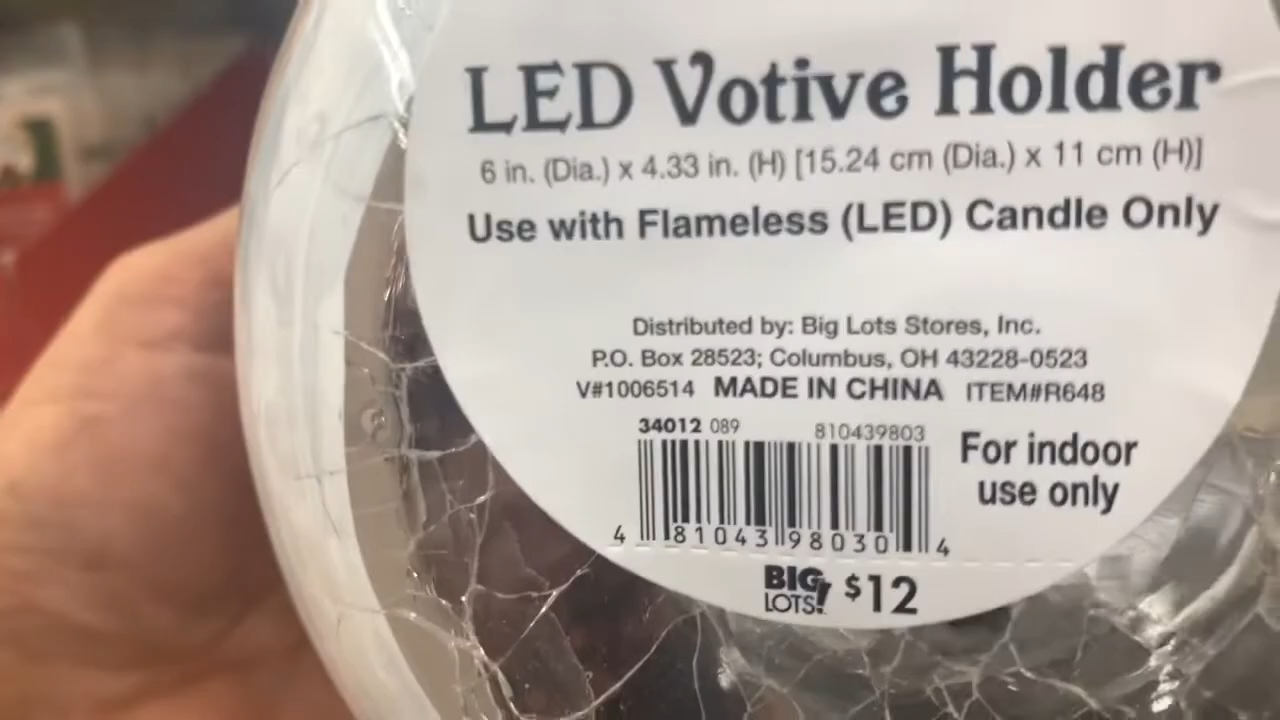 LED Votive Holder
6 in. (Dia.) x 4.33 in. (H) [15.24 cm (Dia.) x 11 cm (H)]
Use with Flameless (LED) Candle Only
Distributed by: Big Lots Stores, Inc.
P.O. Box 28523; Columbus, OH 43228-0523
V#1006514 MADE IN CHINA ITEM#R648
34012 089 810439803
For indoor
use only
4 81043 98030 4
BIG LOTS! $12